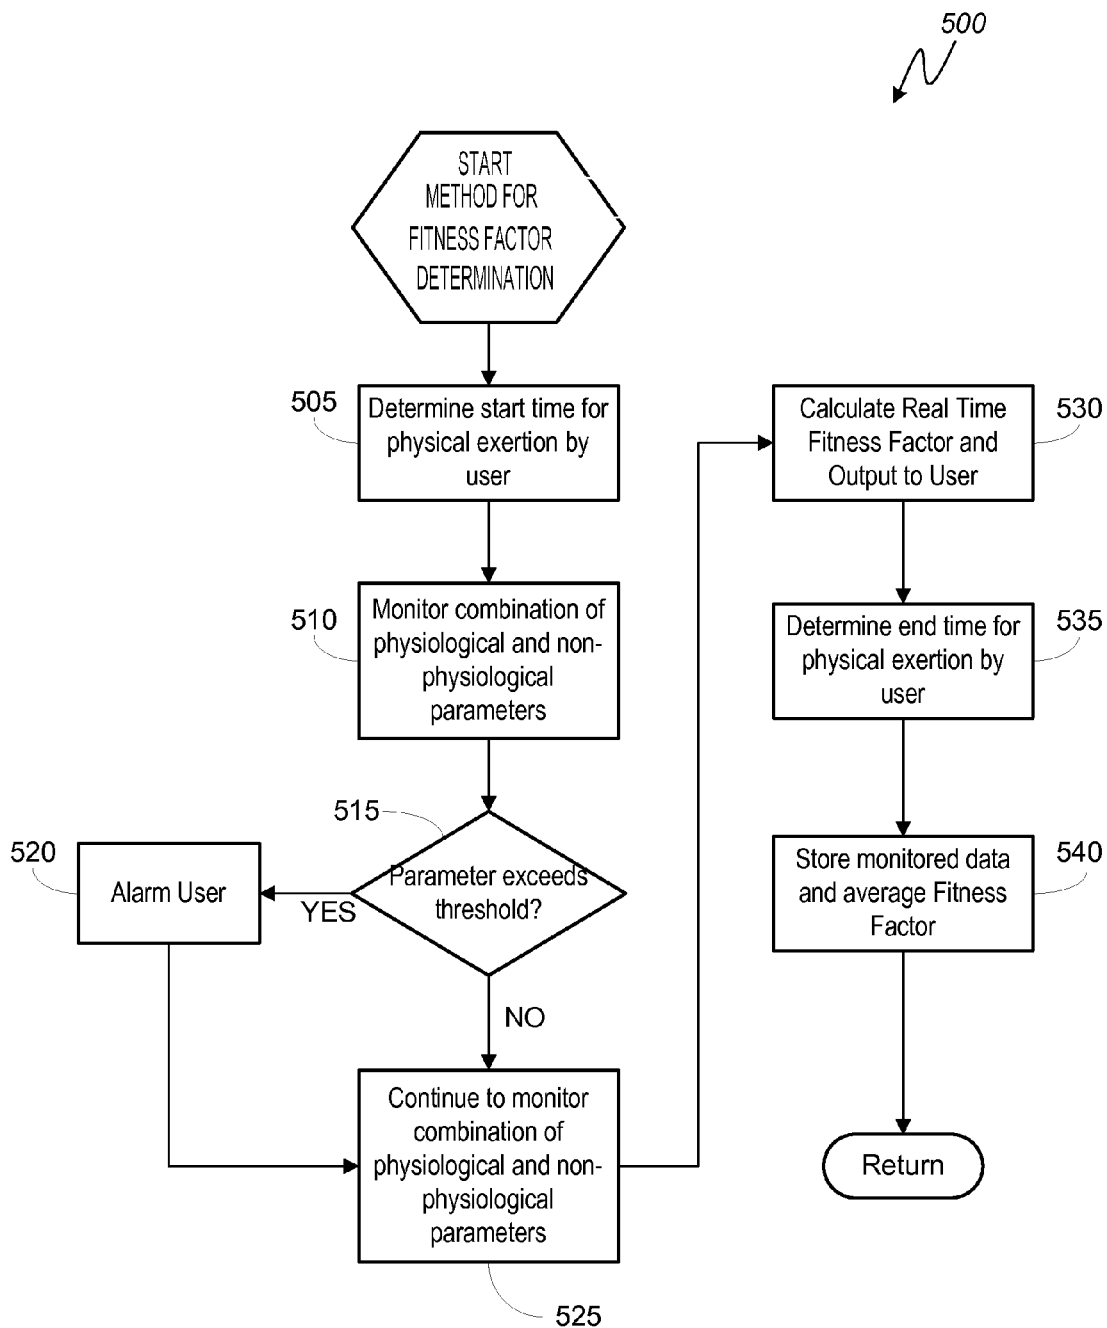 500
START
METHOD FOR
FITNESS FACTOR
DETERMINATION
505
Determine start time for
physical exertion by
user
510
Monitor combination of
physiological and non-
physiological
parameters
515
Parameter exceeds
threshold?
YES
520
Alarm User
NO
Continue to monitor
combination of
physiological and non-
physiological
parameters
525
Calculate Real Time
Fitness Factor and
Output to User
530
Determine end time for
physical exertion by
user
535
Store monitored data
and average Fitness
Factor
540
Return